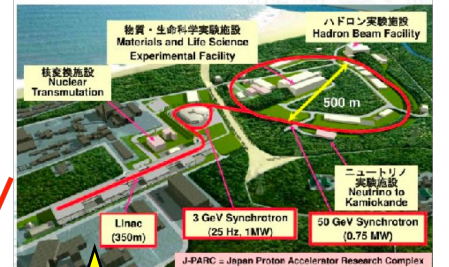 物質・生命科学実験施設
Materials and Life Science
Experimental Facility
ハドロン実験施設
Hadron Beam Facility
核変換施設
Nuclear
Transmutation
500 m
ニュートリノ
実験施設
Neutrino to
Kamiokande
Linac
(350m)
3 GeV Synchrotron
(25 Hz, 1MW)
50 GeV Synchrotron
(0.75 MW)
J-PARC = Japan Proton Accelerator Research Complex